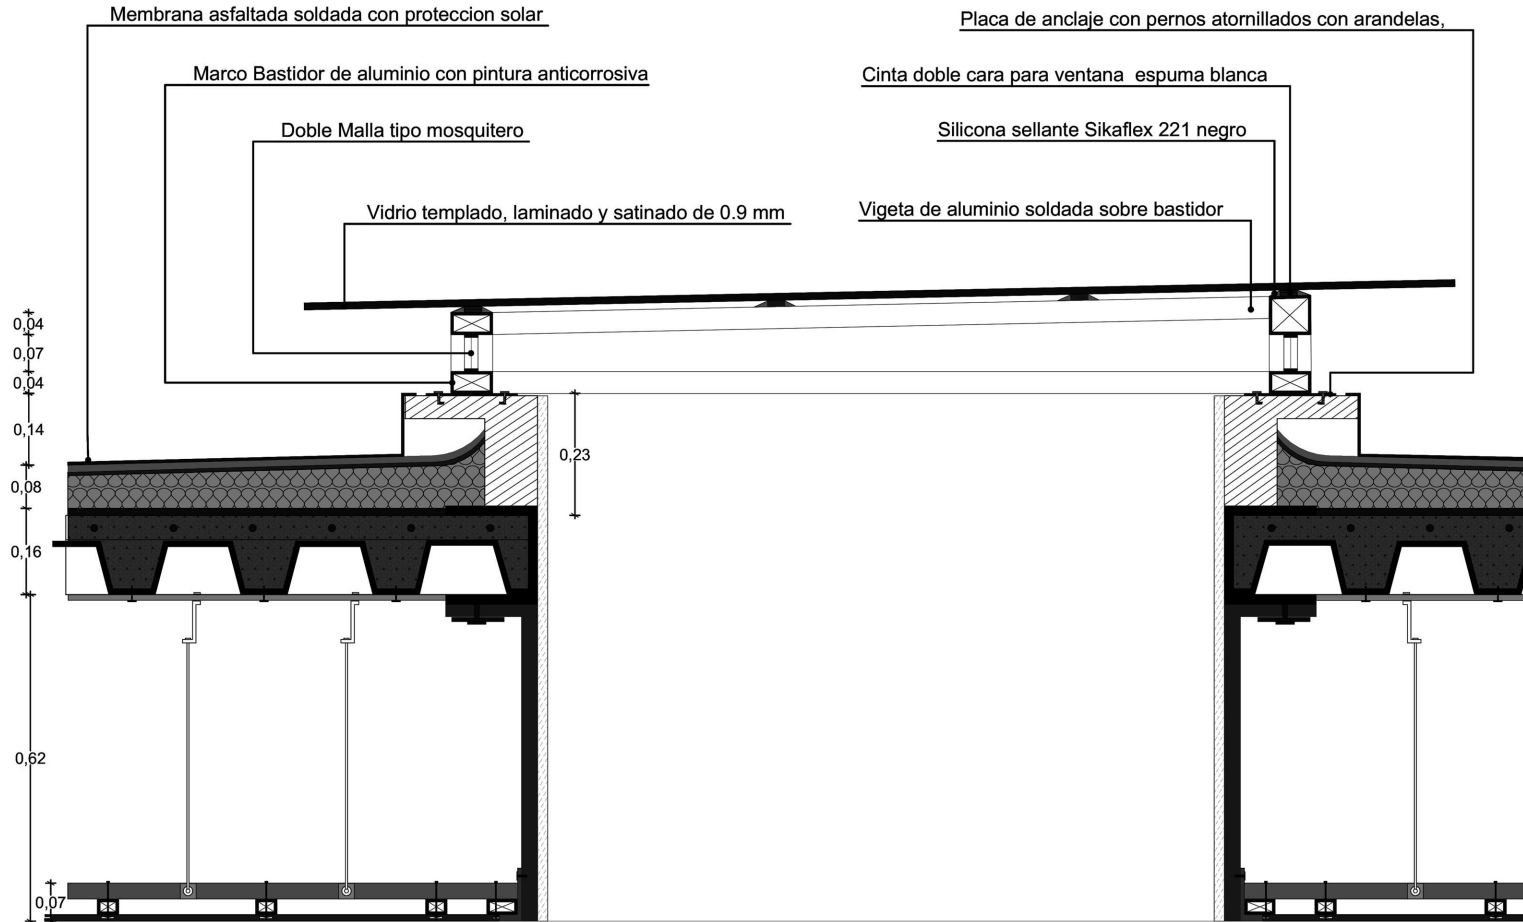 Membrana asfaltada soldada con proteccion solar
Placa de anclaje con pernos atornillados con arandelas,
Marco Bastidor de aluminio con pintura anticorrosiva
Cinta doble cara para ventana  espuma blanca
Doble Malla tipo mosquitero
Silicona sellante Sikaflex 221 negro
Vidrio templado, laminado y satinado de 0.9 mm
Vigeta de aluminio soldada sobre bastidor
0,04
0,07
0,04
0,14
0,23
0,08
0,16
0,62
0,07